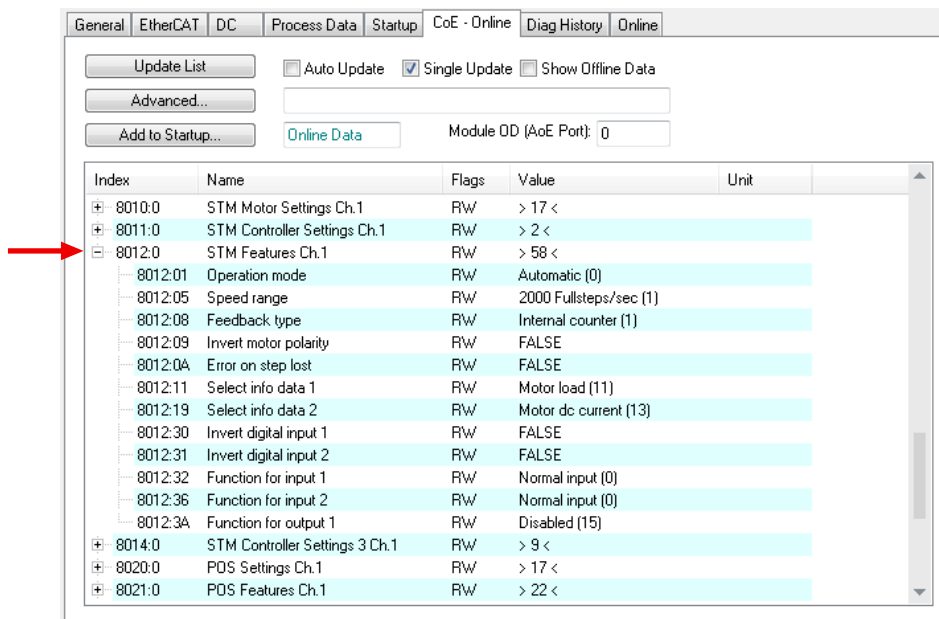 General EtherCAT DC Process Data Startup CoE - Online Diag History Online
Update List Auto Update Single Update Show Offline Data
Advanced...
Add to Startup... Online Data Module OD (AoE Port): 0
Index Name Flags Value Unit
8010:0 STM Motor Settings Ch.1 RW > 17 <
8011:0 STM Controller Settings Ch.1 RW > 2 <
8012:0 STM Features Ch.1 RW > 58 <
8012:01 Operation mode RW Automatic (0)
8012:05 Speed range RW 2000 Fullsteps/sec (1)
8012:08 Feedback type RW Internal counter (1)
8012:09 Invert motor polarity RW FALSE
8012:0A Error on step lost RW FALSE
8012:11 Select info data 1 RW Motor load (11)
8012:19 Select info data 2 RW Motor dc current (13)
8012:30 Invert digital input 1 RW FALSE
8012:31 Invert digital input 2 RW FALSE
8012:32 Function for input 1 RW Normal input (0)
8012:36 Function for input 2 RW Normal input (0)
8012:3A Function for output 1 RW Disabled (15)
8014:0 STM Controller Settings 3 Ch.1 RW > 9 <
8020:0 POS Settings Ch.1 RW > 17 <
8021:0 POS Features Ch.1 RW > 22 <